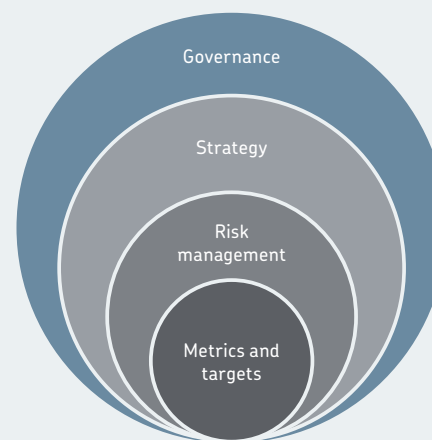 Governance
Strategy
Risk
management
Metrics and
targets